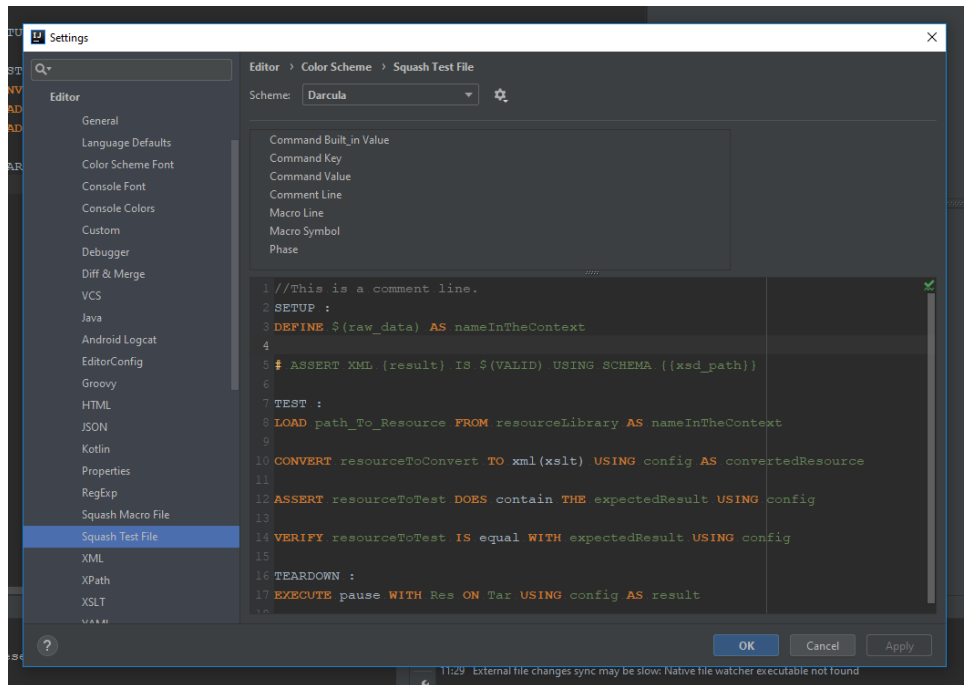 Settings
Editor › Color Scheme › Squash Test File
Scheme: Darcula
Editor
General
Language Defaults
Color Scheme Font
Console Font
Console Colors
Custom
Debugger
Diff & Merge
VCS
Java
Android Logcat
EditorConfig
Groovy
HTML
JSON
Kotlin
Properties
RegExp
Squash Macro File
Squash Test File
XML
XPath
XSLT
YAML
Command Built_in Value
Command Key
Command Value
Comment Line
Macro Line
Macro Symbol
Phase
1 //This is a comment line.
2 SETUP :
3 DEFINE $(raw_data) AS nameInTheContext
4
5 # ASSERT XML {result} IS $(VALID) USING SCHEMA {{xsd_path}}
6
7 TEST :
8 LOAD path_To_Resource FROM resourceLibrary AS nameInTheContext
9
10 CONVERT resourceToConvert TO xml(xslt) USING config AS convertedResource
11
12 ASSERT resourceToTest DOES contain THE expectedResult USING config
13
14 VERIFY resourceToTest IS equal WITH expectedResult USING config
15
16 TEARDOWN :
17 EXECUTE pause WITH Res ON Tar USING config AS result
18
?
OK Cancel Apply
11:29 External file changes sync may be slow: Native file watcher executable not found